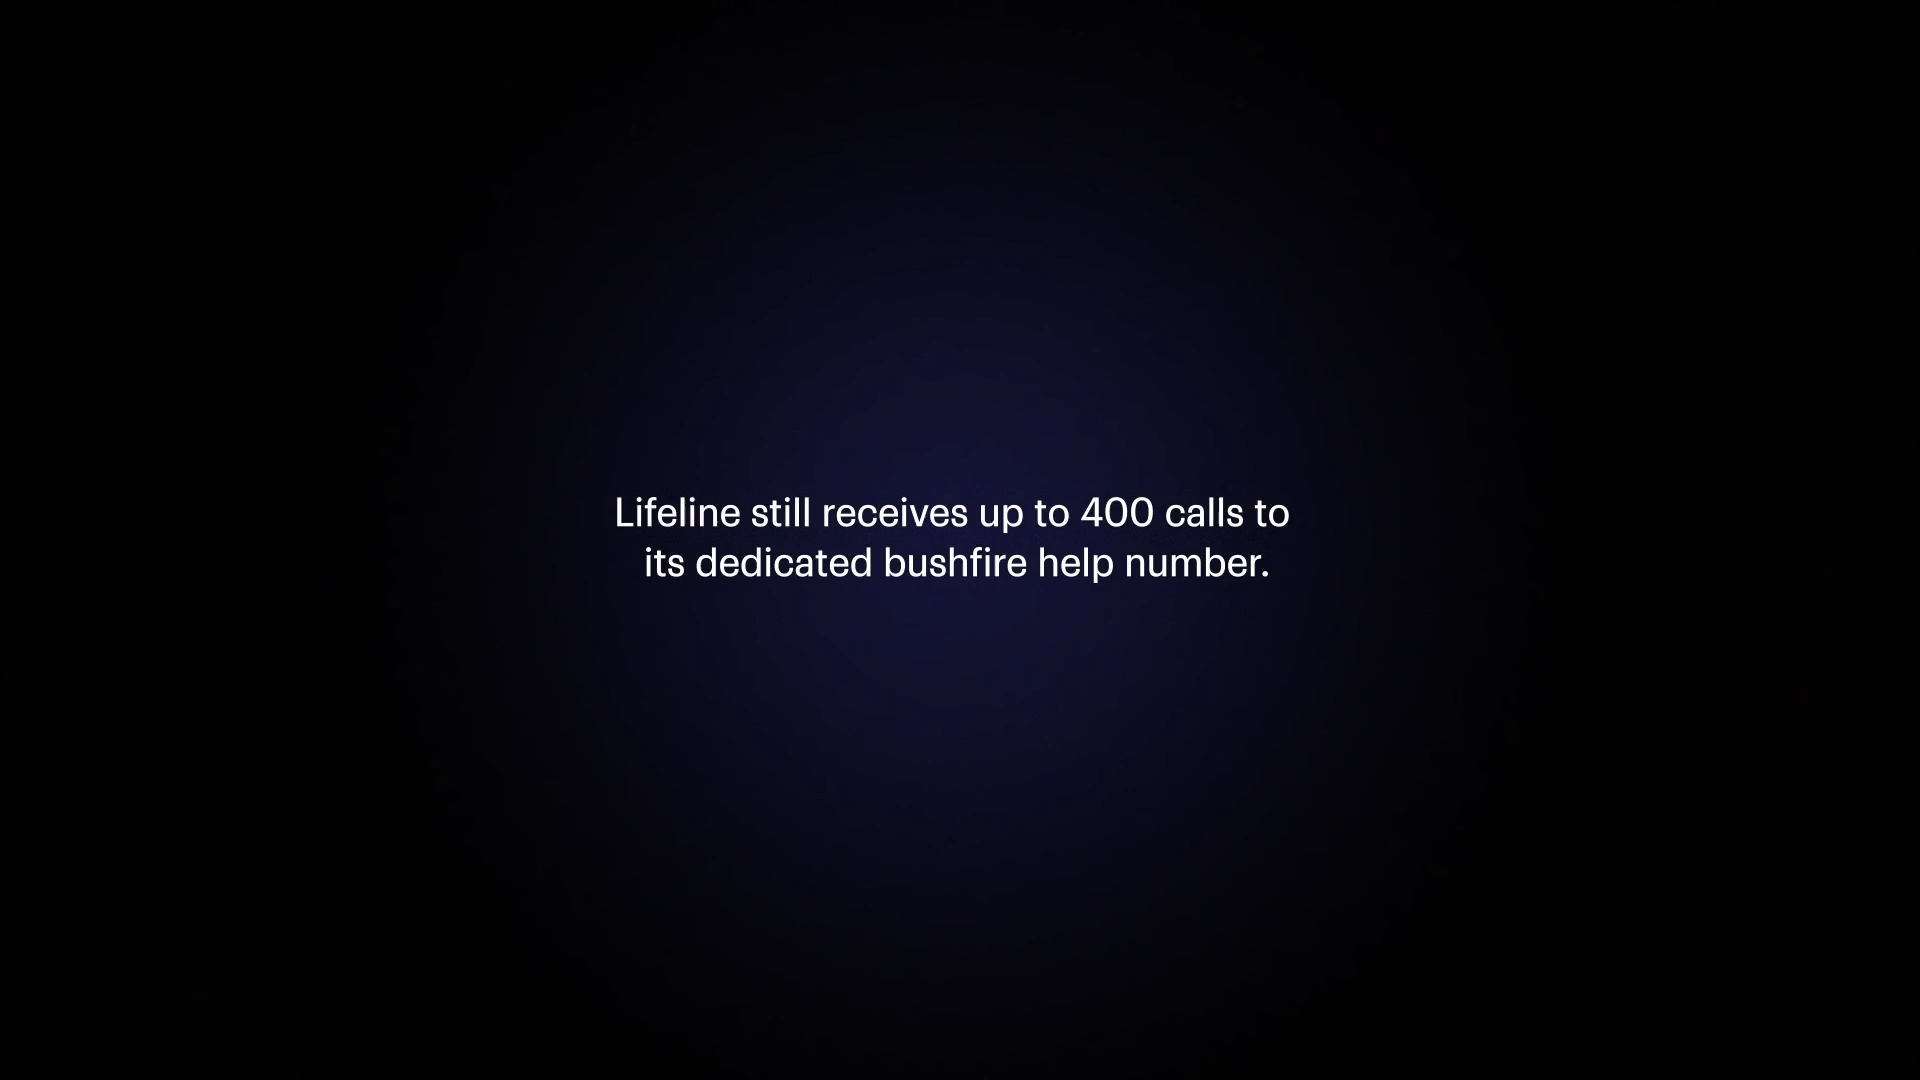 Lifeline still receives up to 400 calls to
its dedicated bushfire help number.